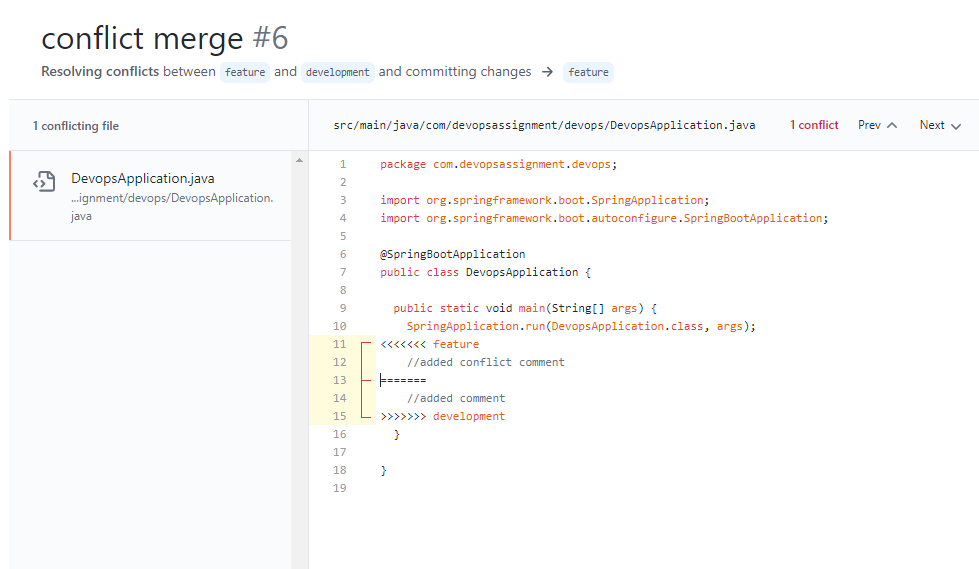 conflict merge #6
Resolving conflicts between feature and development and committing changes → feature
1 conflicting file
DevopsApplication.java
...ignment/devops/DevopsApplication.
java
src/main/java/com/devopsassignment/devops/DevopsApplication.java 1 conflict Prev Next
1 package com.devopsassignment.devops;
2
3 import org.springframework.boot.SpringApplication;
4 import org.springframework.boot.autoconfigure.SpringBootApplication;
5
6 @SpringBootApplication
7 public class DevopsApplication {
8
9 public static void main(String[] args) {
10 SpringApplication.run(DevopsApplication.class, args);
11 <<<<<<< feature
12 //added conflict comment
13 =======
14 //added comment
15 >>>>>>> development
16 }
17
18 }
19